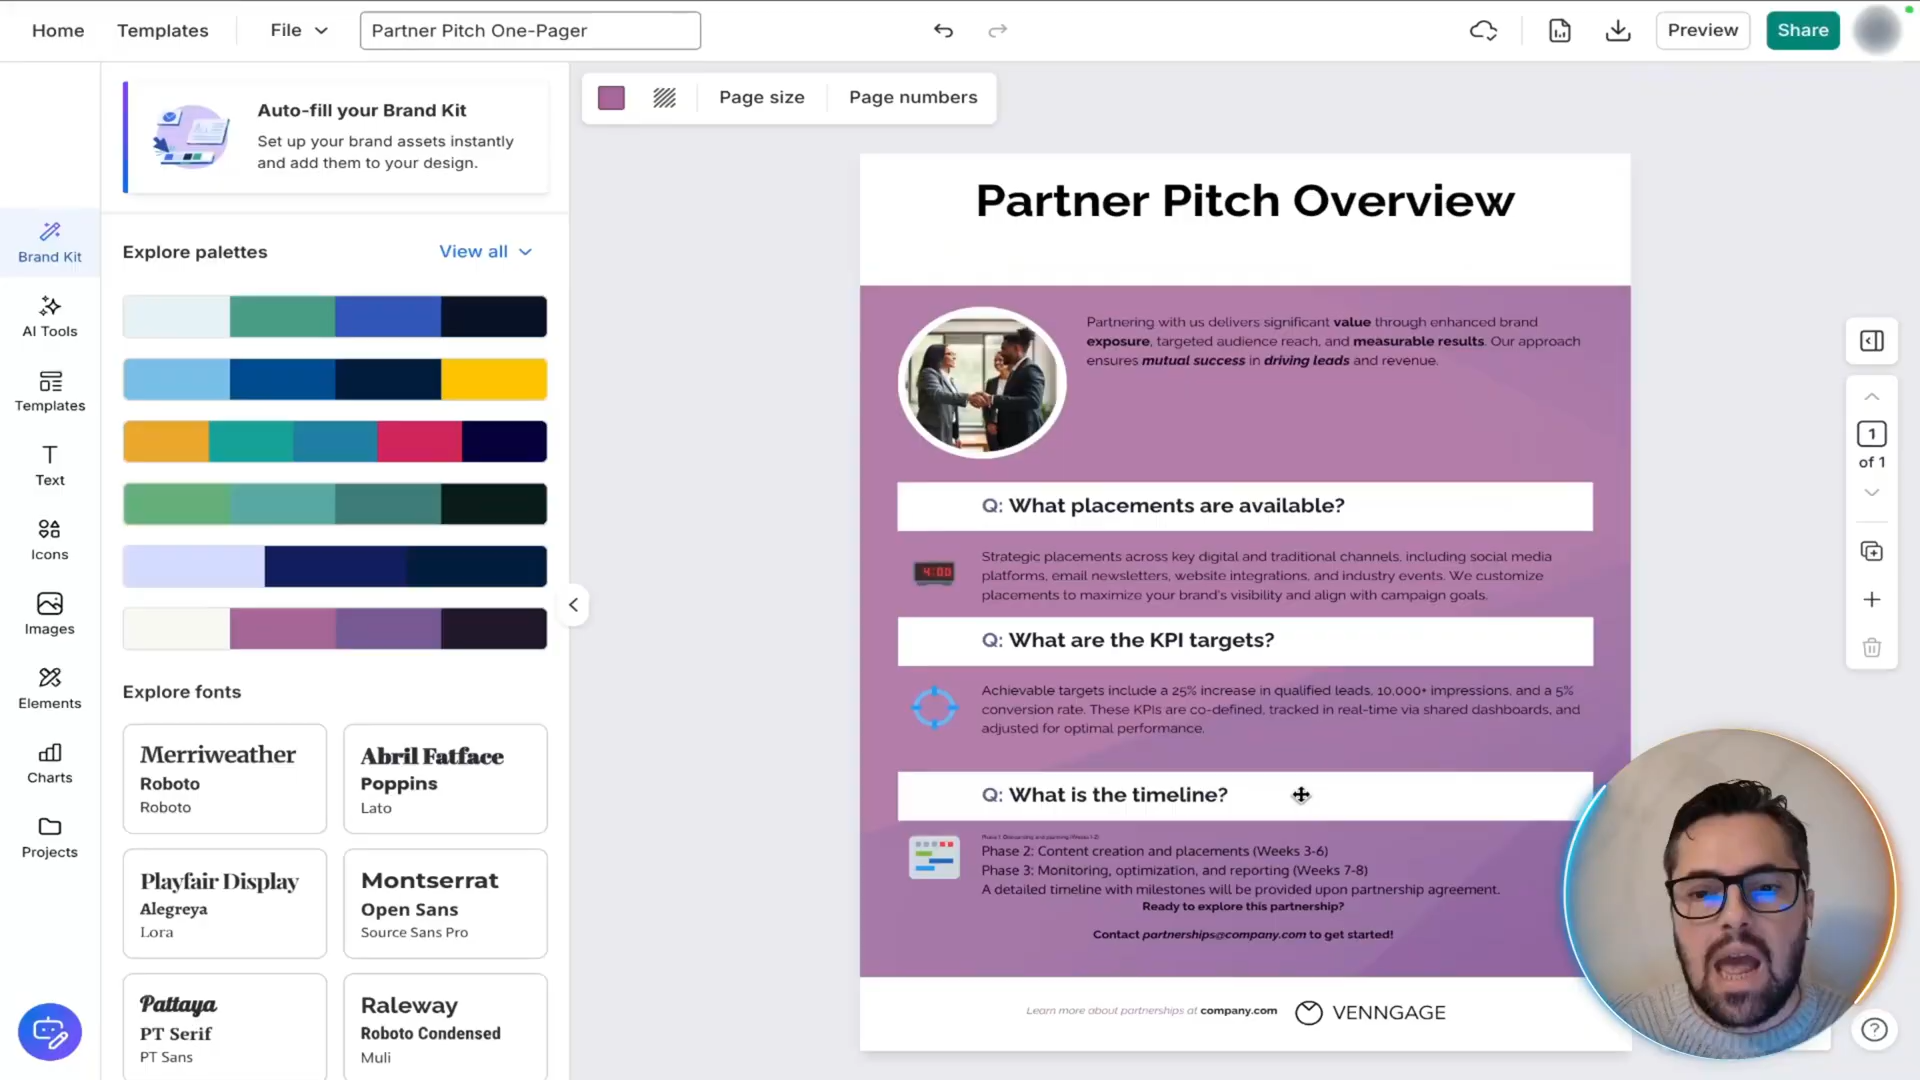 Home
Templates
File
Partner Pitch One-Pager
Preview
Share
Auto-fill your Brand Kit
Set up your brand assets instantly
and add them to your design.
Page size
Page numbers
Brand Kit
AI Tools
Templates
Text
Icons
Images
Elements
Charts
Projects
Explore palettes
View all
Explore fonts
Merriweather
Roboto
Roboto
Abril Fatface
Poppins
Lato
Playfair Display
Alegreya
Lora
Montserrat
Open Sans
Source Sans Pro
Pattaya
PT Serif
PT Sans
Raleway
Roboto Condensed
Muli
Partner Pitch Overview
Partnering with us delivers significant value through enhanced brand
exposure, targeted audience reach, and measurable results. Our approach
ensures mutual success in driving leads and revenue.
Q: What placements are available?
4:00
Strategic placements across key digital and traditional channels, including social media
platforms, email newsletters, website integrations, and industry events. We customize
placements to maximize your brand's visibility and align with campaign goals.
Q: What are the KPI targets?
Achievable targets include a 25% increase in qualified leads, 10,000+ impressions, and a 5%
conversion rate. These KPIs are co-defined, tracked in real-time via shared dashboards, and
adjusted for optimal performance.
Q: What is the timeline?
Phase 1: Onboarding and planning (Weeks 1-2)
Phase 2: Content creation and placements (Weeks 3-6)
Phase 3: Monitoring, optimization, and reporting (Weeks 7-8)
A detailed timeline with milestones will be provided upon partnership agreement.
Ready to explore this partnership?
Contact partnerships@company.com to get started!
Learn more about partnerships at company.com
VENNGAGE
1
of 1
?